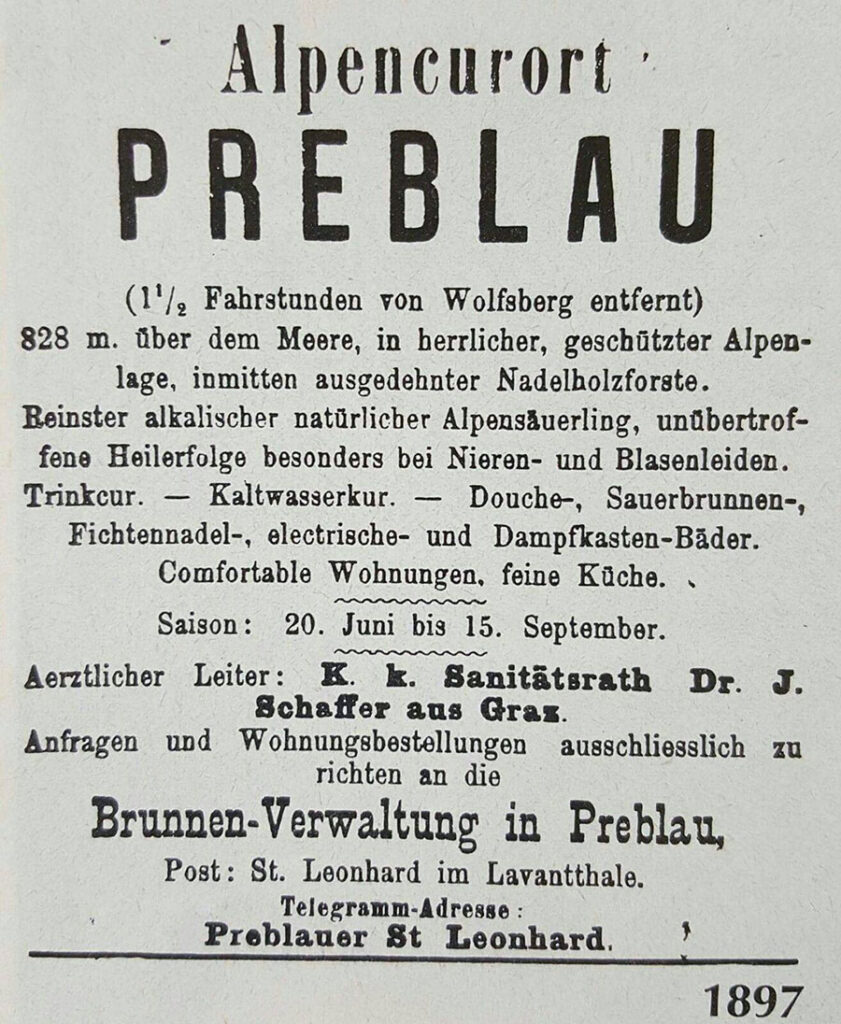 Alpencurort
PREBLAU
(1 1/2 Fahrstunden von Wolfsberg entfernt)
828 m. über dem Meere, in herrlicher, geschützter Alpen-
lage, inmitten ausgedehnter Nadelholzforste.
Reinster alkalischer natürlicher Alpensäuerling, unübertrof-
fene Heilerfolge besonders bei Nieren- und Blasenleiden.
Trinkcur. — Kaltwasserkur. — Douche-, Sauerbrunnen-,
Fichtennadel-, electrische- und Dampfkasten-Bäder.
Comfortable Wohnungen, feine Küche.
Saison: 20. Juni bis 15. September.
Aerztlicher Leiter: K. k. Sanitätsrath Dr. J.
Schaffer aus Graz.
Anfragen und Wohnungsbestellungen ausschliesslich zu
richten an die
Brunnen-Verwaltung in Preblau,
Post: St. Leonhard im Lavantthale.
Telegramm-Adresse:
Preblauer St Leonhard.
1897